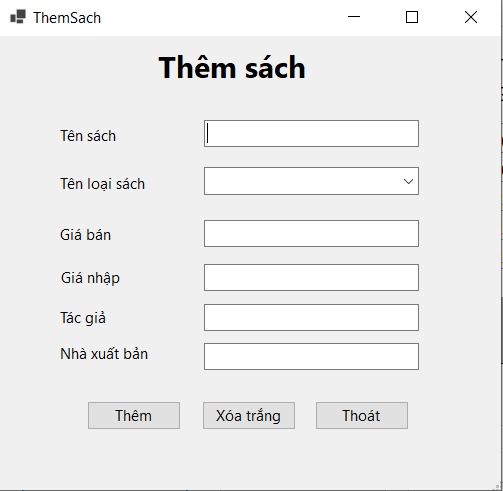 ThemSach
Thêm sách
Tên sách
Tên loại sách
Giá bán
Giá nhập
Tác giả
Nhà xuất bản
Thêm Xóa trắng Thoát